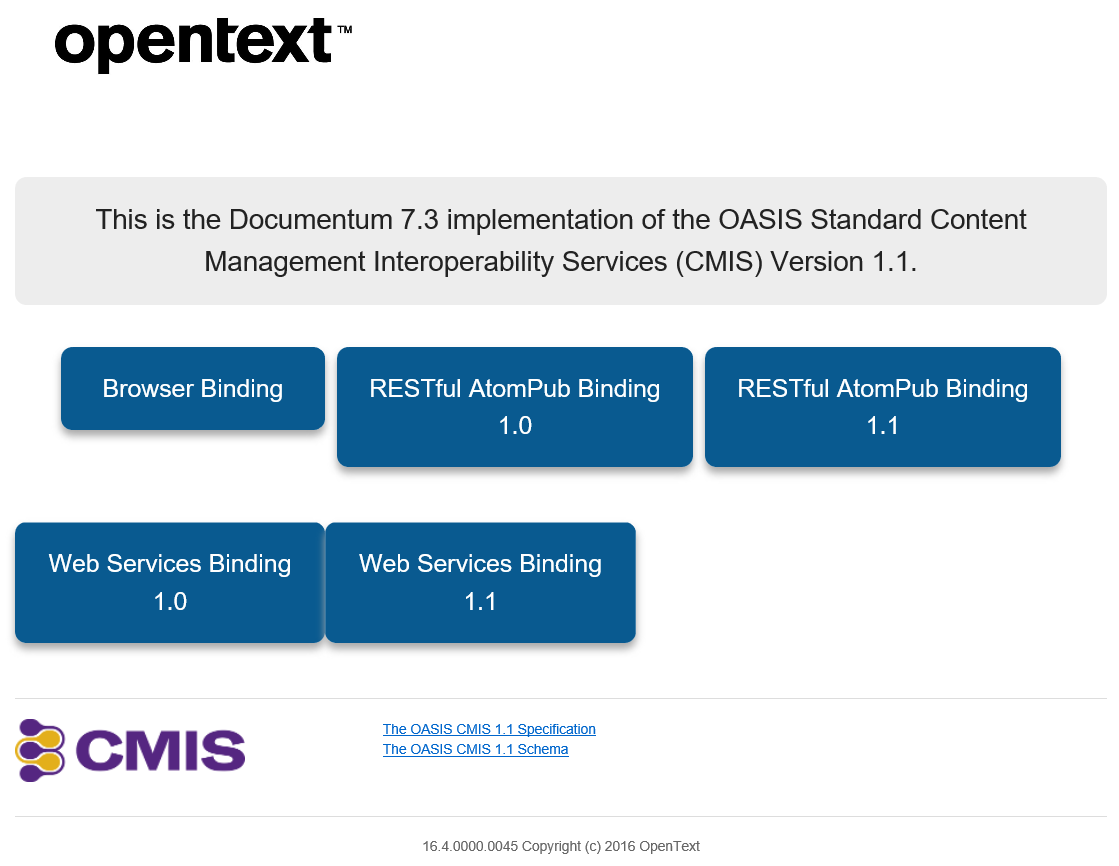 opentext™
This is the Documentum 7.3 implementation of the OASIS Standard Content
Management Interoperability Services (CMIS) Version 1.1.
Browser Binding
RESTful AtomPub Binding
1.0
RESTful AtomPub Binding
1.1
Web Services Binding
1.0
Web Services Binding
1.1
CMIS
The OASIS CMIS 1.1 Specification
The OASIS CMIS 1.1 Schema
16.4.0000.0045 Copyright (c) 2016 OpenText